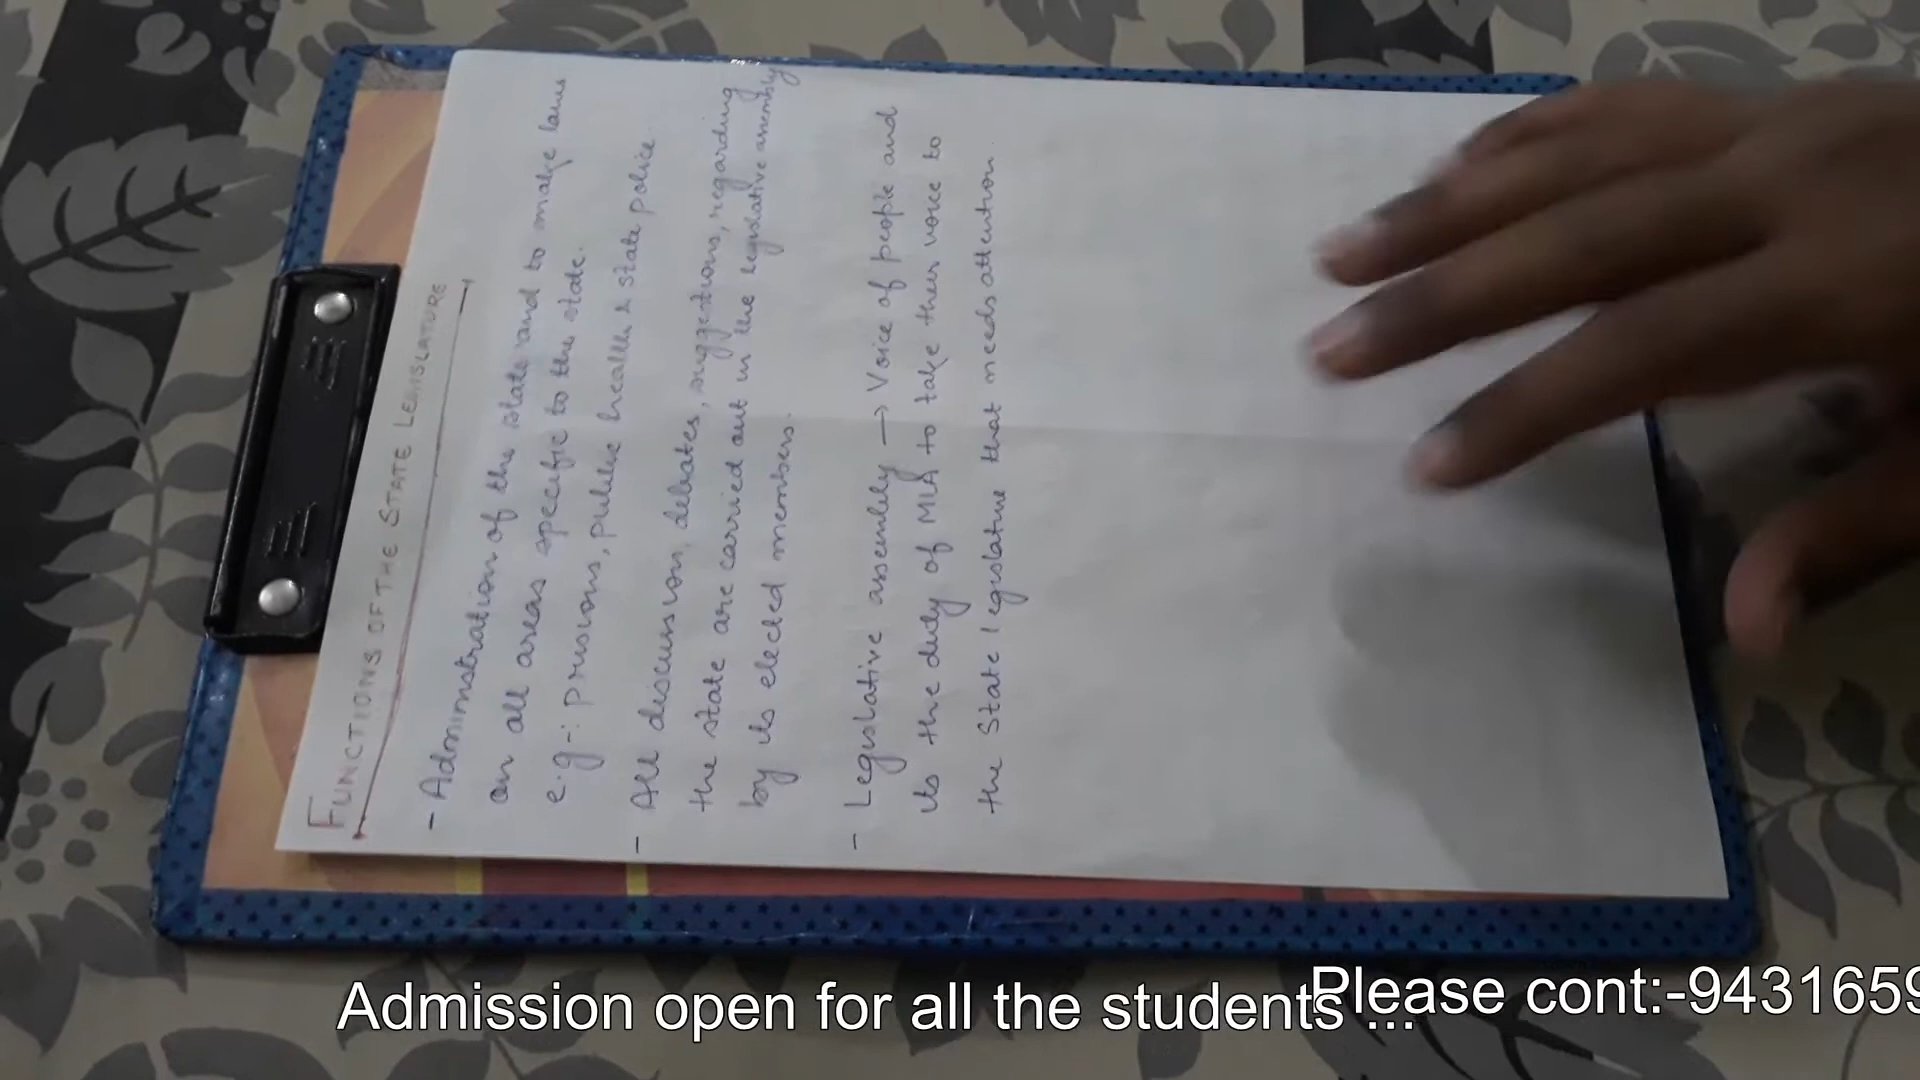 FUNCTIONS OF THE STATE LEGISLATURE
- Administration of the state and to make laws
on all areas specific to the state.
e.g-: prisions, public health & state police.
- All discussion, debates, suggestions, regarding
the state are carried out in the legislative assembly
by its elected members.
- Legislative assembly → Voice of people and
its the duty of MLA to take their voice to
the State legislature that needs attention.
Admission open for all the students ...
Please cont:-9431659